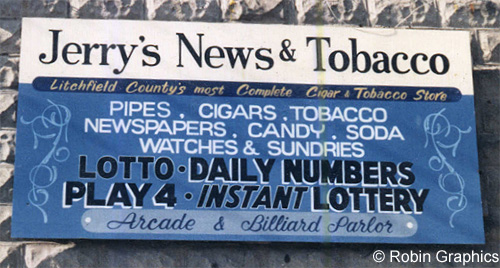 Jerry's News & Tobacco
Litchfield County's most Complete Cigar & Tobacco Store
PIPES . CIGARS . TOBACCO
NEWSPAPERS . CANDY . SODA
WATCHES & SUNDRIES
LOTTO · DAILY NUMBERS
PLAY 4 · INSTANT LOTTERY
Arcade & Billiard Parlor
© Robin Graphics